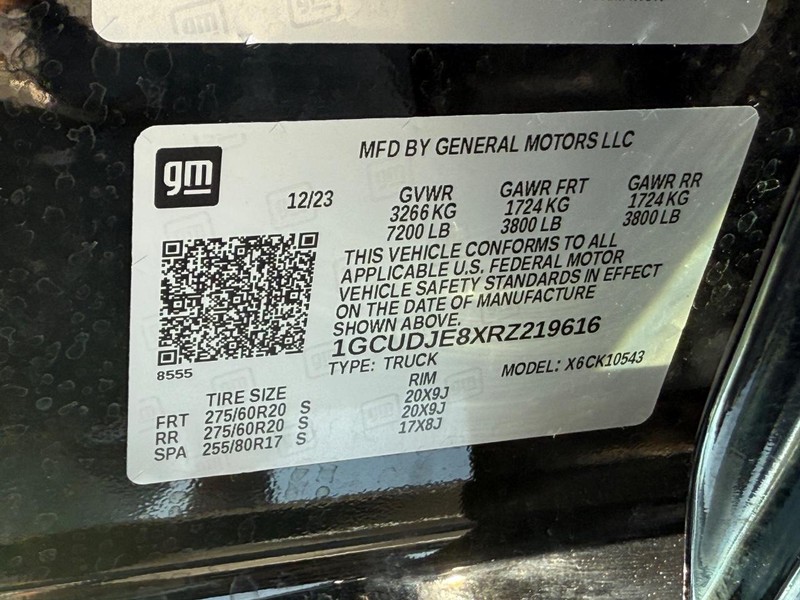 gm
MFD BY GENERAL MOTORS LLC
12/23
GVWR GAWR FRT GAWR RR
3266 KG 1724 KG 1724 KG
7200 LB 3800 LB 3800 LB
THIS VEHICLE CONFORMS TO ALL
APPLICABLE U.S. FEDERAL MOTOR
VEHICLE SAFETY STANDARDS IN EFFECT
ON THE DATE OF MANUFACTURE
SHOWN ABOVE.
1GCUDJE8XRZ219616
8555
TYPE: TRUCK MODEL: X6CK10543
TIRE SIZE RIM
FRT 275/60R20 S 20X9J
RR 275/60R20 S 20X9J
SPA 255/80R17 S 17X8J